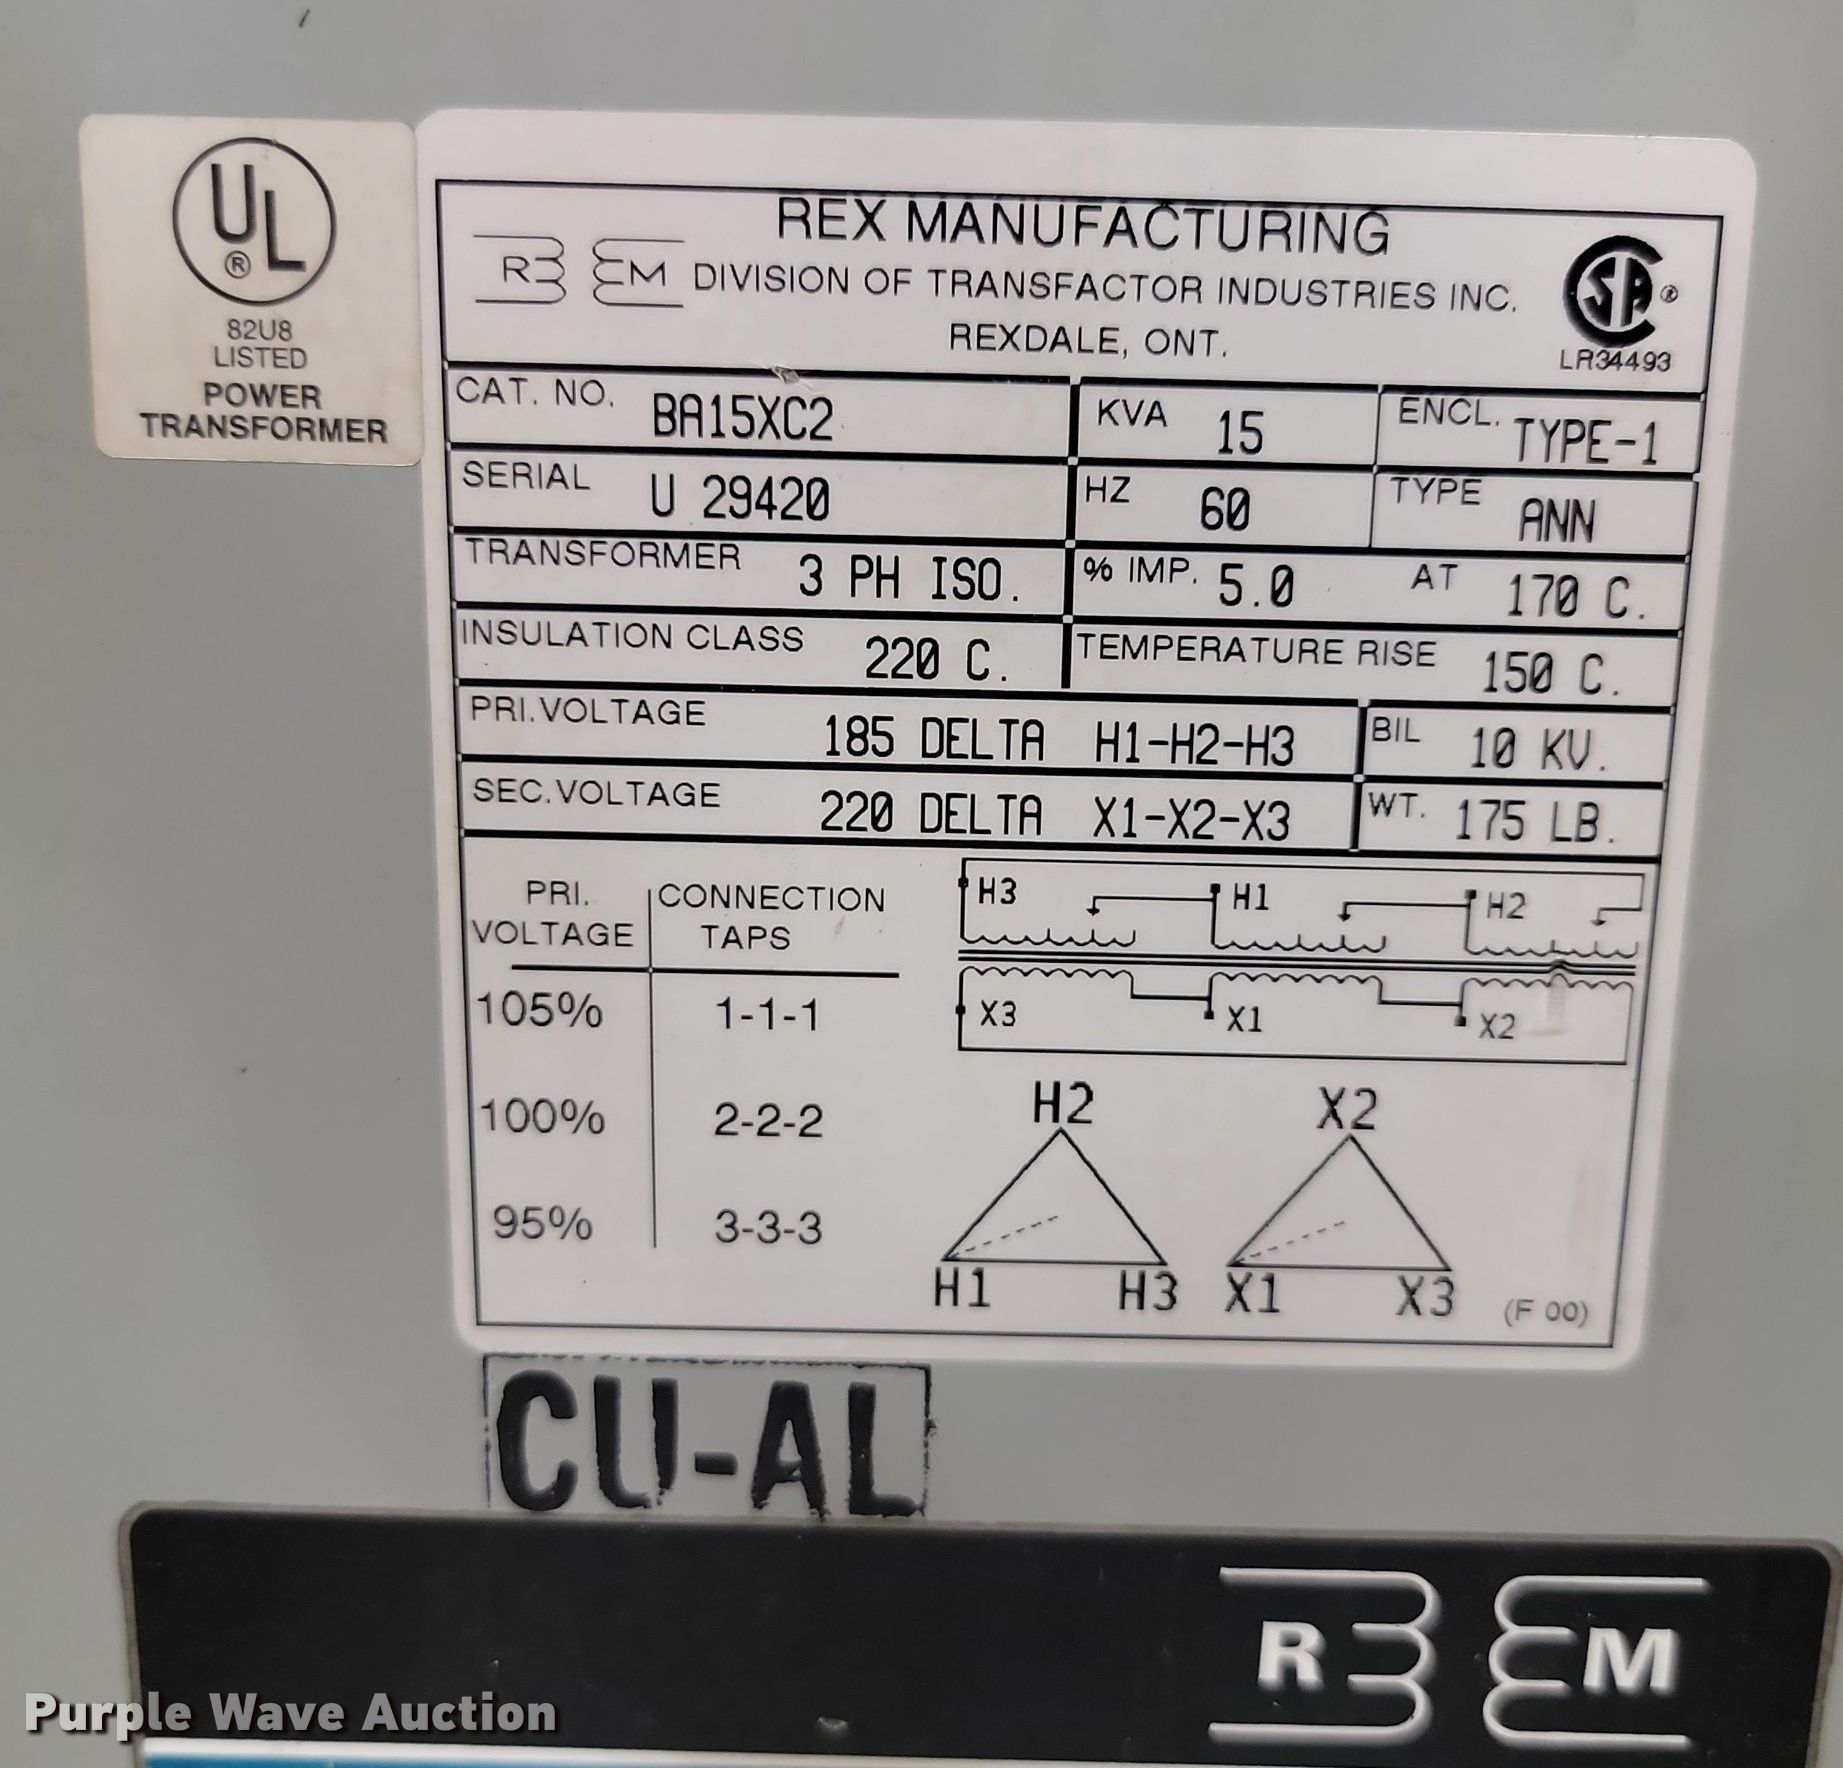 UL
®
82U8
LISTED
POWER
TRANSFORMER
REX MANUFACTURING
R M DIVISION OF TRANSFACTOR INDUSTRIES INC.
REXDALE, ONT.
SA ®
LR34493
CAT. NO. BA15XC2 KVA 15 ENCL. TYPE-1
SERIAL U 29420 HZ 60 TYPE ANN
TRANSFORMER 3 PH ISO. % IMP. 5.0 AT 170 C.
INSULATION CLASS 220 C. TEMPERATURE RISE 150 C.
PRI.VOLTAGE 185 DELTA H1-H2-H3 BIL 10 KV.
SEC.VOLTAGE 220 DELTA X1-X2-X3 WT. 175 LB.
PRI. VOLTAGE CONNECTION TAPS
105% 1-1-1
100% 2-2-2
95% 3-3-3
H3 H1 H2
X3 X1 X2
H2 X2
H1 H3 X1 X3 (F 00)
CU-AL
R M
Purple Wave Auction